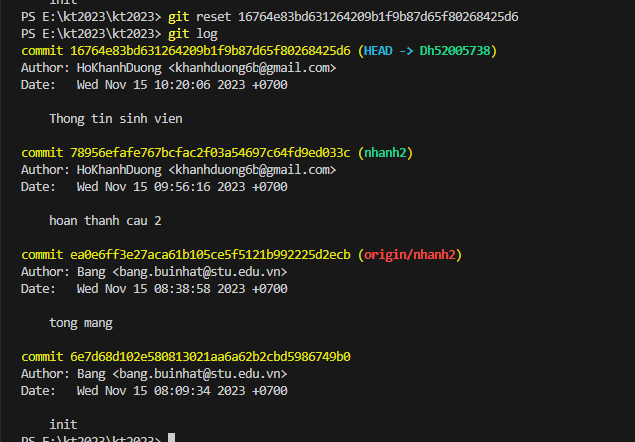 init
PS E:\kt2023\kt2023> git reset 16764e83bd631264209b1f9b87d65f80268425d6
PS E:\kt2023\kt2023> git log
commit 16764e83bd631264209b1f9b87d65f80268425d6 (HEAD -> Dh52005738)
Author: HoKhanhDuong <khanhduong6b@gmail.com>
Date:   Wed Nov 15 10:20:06 2023 +0700
Thong tin sinh vien
commit 78956efafe767bcfac2f03a54697c64fd9ed033c (nhanh2)
Author: HoKhanhDuong <khanhduong6b@gmail.com>
Date:   Wed Nov 15 09:56:16 2023 +0700
hoan thanh cau 2
commit ea0e6ff3e27aca61b105ce5f5121b992225d2ecb (origin/nhanh2)
Author: Bang <bang.buinhat@stu.edu.vn>
Date:   Wed Nov 15 08:38:58 2023 +0700
tong mang
commit 6e7d68d102e580813021aa6a62b2cbd5986749b0
Author: Bang <bang.buinhat@stu.edu.vn>
Date:   Wed Nov 15 08:09:34 2023 +0700
init
PS E:\kt2023\kt2023>